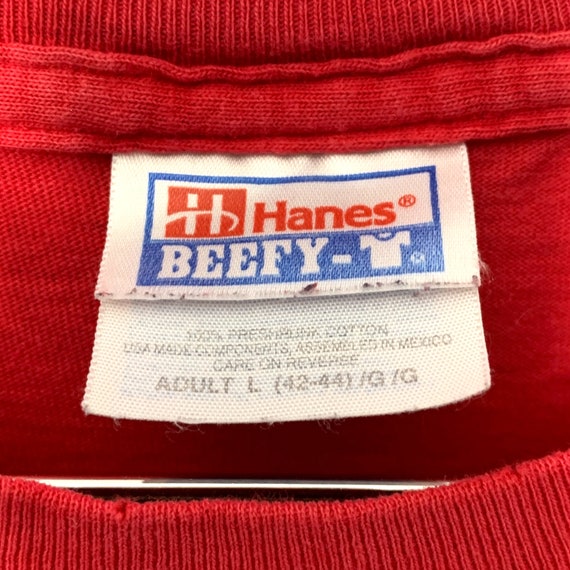 Hanes®
BEEFY-T
100% PRESHRUNK COTTON
USA MADE COMPONENTS, ASSEMBLED IN MEXICO
CARE ON REVERSE
ADULT L (42-44)/G/G